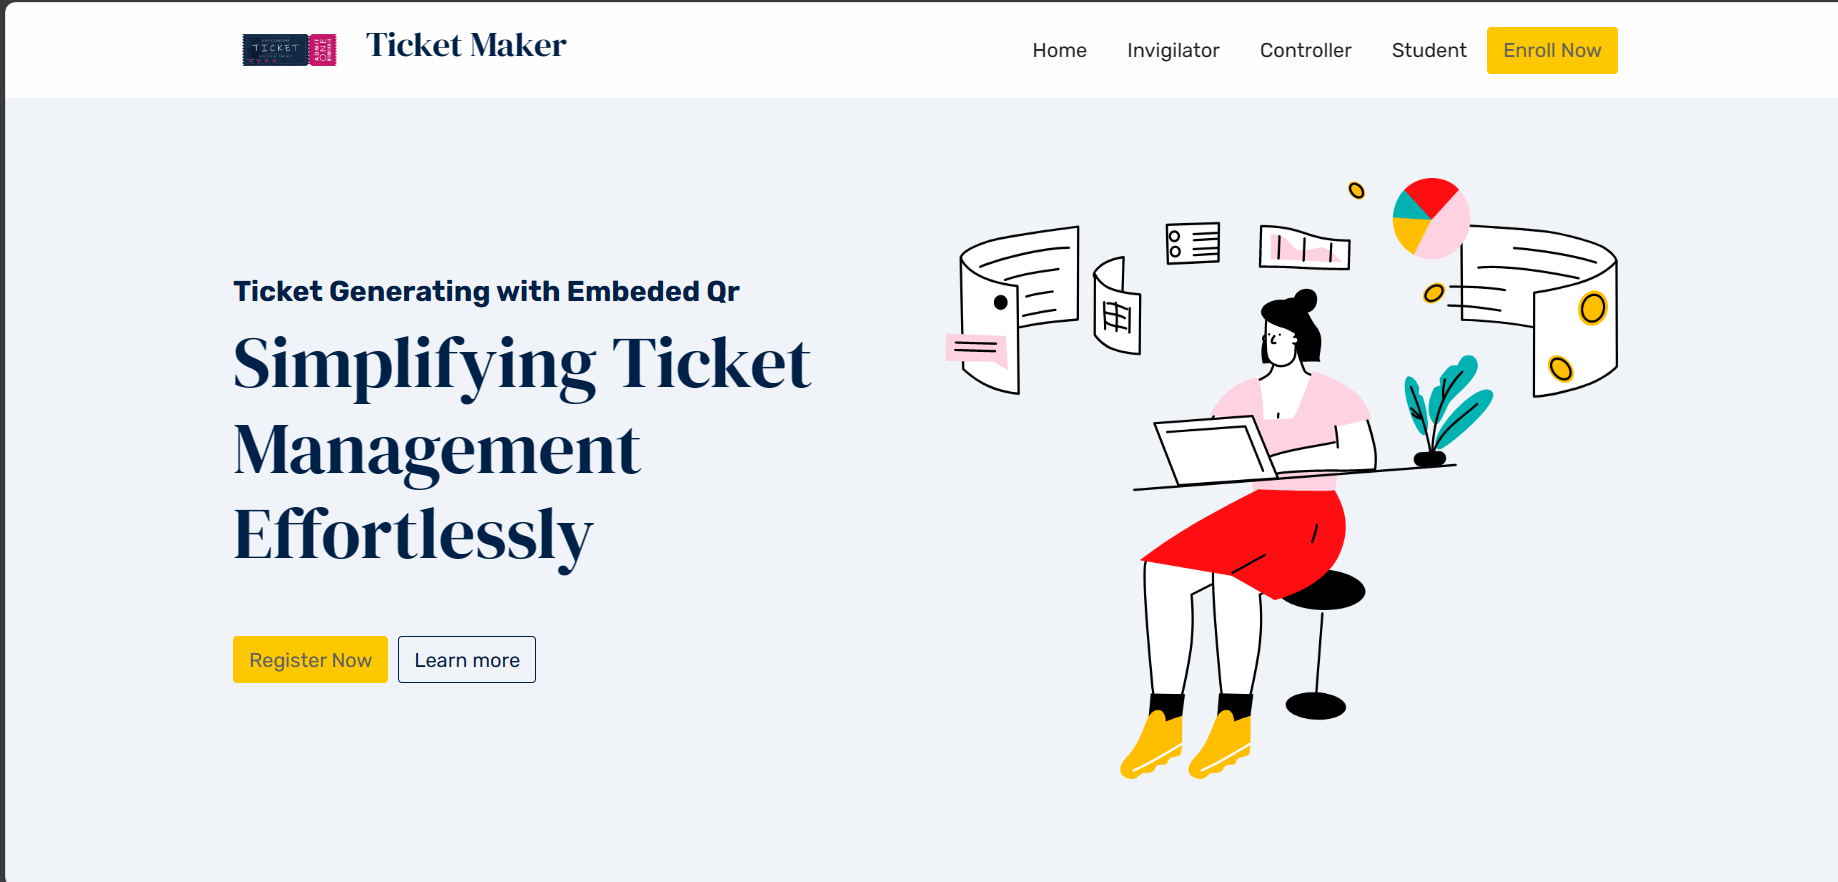 TICKET
ADMIT
ONE
Ticket Maker
Home
Invigilator
Controller
Student
Enroll Now
Ticket Generating with Embeded Qr
Simplifying Ticket
Management
Effortlessly
Register Now
Learn more